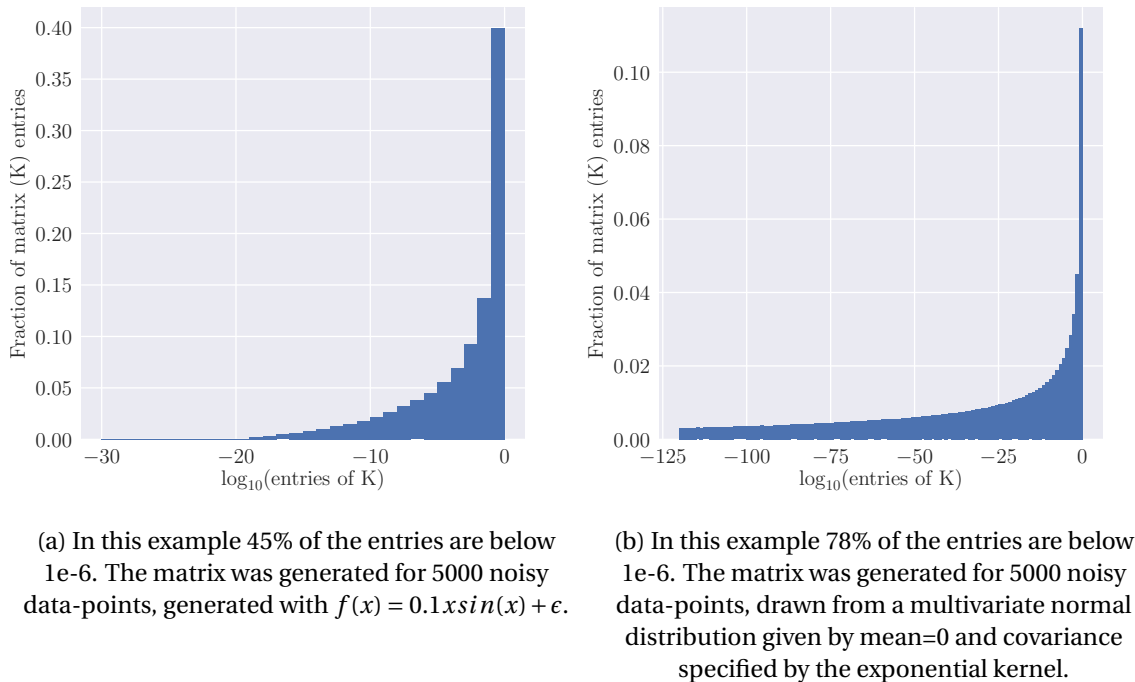 0.40
0.35
0.30
0.25
0.20
0.15
0.10
0.05
0.00
Fraction of matrix (K) entries
−30
−20
−10
0
log₁₀(entries of K)
0.10
0.08
0.06
0.04
0.02
0.00
Fraction of matrix (K) entries
−125
−100
−75
−50
−25
0
log₁₀(entries of K)
(a) In this example 45% of the entries are below
1e-6. The matrix was generated for 5000 noisy
data-points, generated with f(x) = 0.1xsin(x) + ϵ.
(b) In this example 78% of the entries are below
1e-6. The matrix was generated for 5000 noisy
data-points, drawn from a multivariate normal
distribution given by mean=0 and covariance
specified by the exponential kernel.